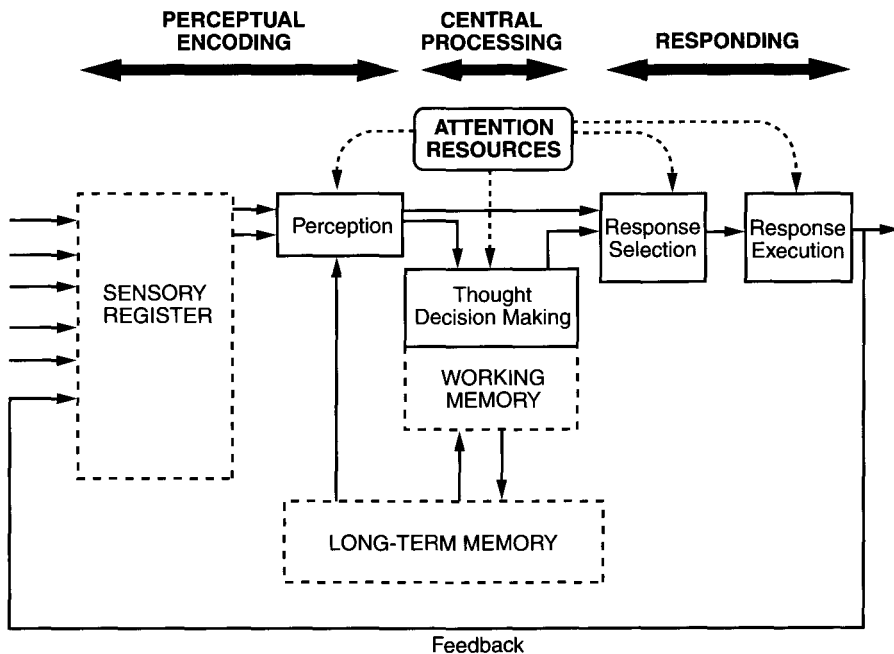 PERCEPTUAL
ENCODING
CENTRAL
PROCESSING
RESPONDING
ATTENTION
RESOURCES
Perception
Response
Selection
Response
Execution
SENSORY
REGISTER
Thought
Decision Making
WORKING
MEMORY
LONG-TERM MEMORY
Feedback